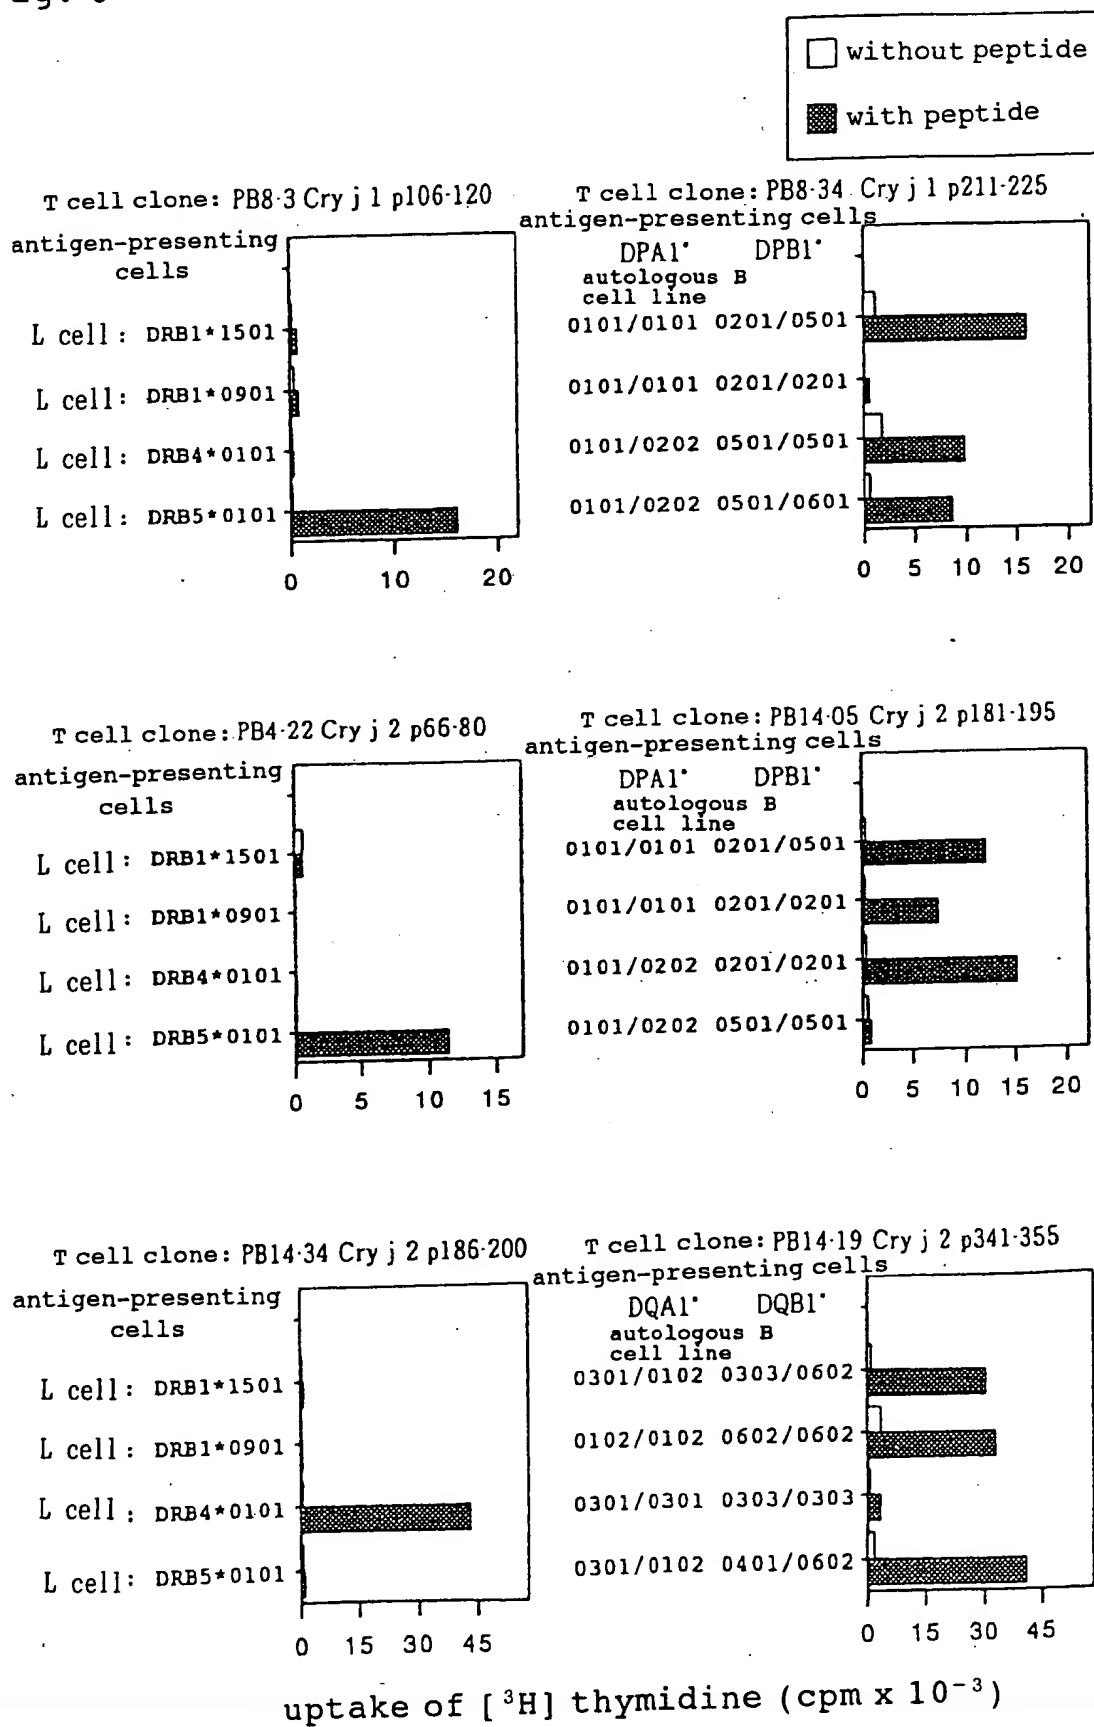 without peptide
with peptide
T cell clone: PB8·3 Cry j 1 p106-120
antigen-presenting
cells
L cell: DRB1*1501
L cell: DRB1*0901
L cell: DRB4*0101
L cell: DRB5*0101
0 10 20
T cell clone: PB8·34 Cry j 1 p211-225
antigen-presenting cells
DPA1* DPB1*
autologous B
cell line
0101/0101 0201/0501
0101/0101 0201/0201
0101/0202 0501/0501
0101/0202 0501/0601
0 5 10 15 20
T cell clone: PB4·22 Cry j 2 p66-80
antigen-presenting
cells
L cell: DRB1*1501
L cell: DRB1*0901
L cell: DRB4*0101
L cell: DRB5*0101
0 5 10 15
T cell clone: PB14·05 Cry j 2 p181-195
antigen-presenting cells
DPA1* DPB1*
autologous B
cell line
0101/0101 0201/0501
0101/0101 0201/0201
0101/0202 0201/0201
0101/0202 0501/0501
0 5 10 15 20
T cell clone: PB14·34 Cry j 2 p186-200
antigen-presenting
cells
L cell: DRB1*1501
L cell: DRB1*0901
L cell: DRB4*0101
L cell: DRB5*0101
0 15 30 45
T cell clone: PB14·19 Cry j 2 p341-355
antigen-presenting cells
DQA1* DQB1*
autologous B
cell line
0301/0102 0303/0602
0102/0102 0602/0602
0301/0301 0303/0303
0301/0102 0401/0602
0 15 30 45
uptake of [³H] thymidine (cpm x 10⁻³)